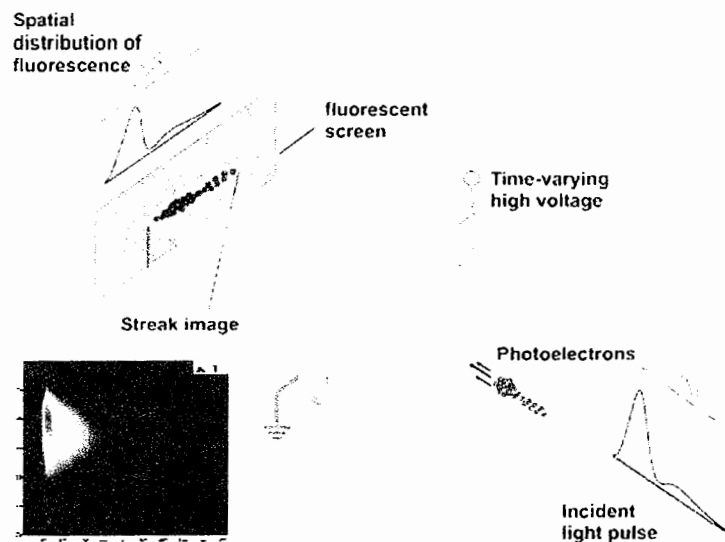 Spatial
distribution of
fluorescence
fluorescent
screen
Time-varying
high voltage
Streak image
Photoelectrons
Incident
light pulse